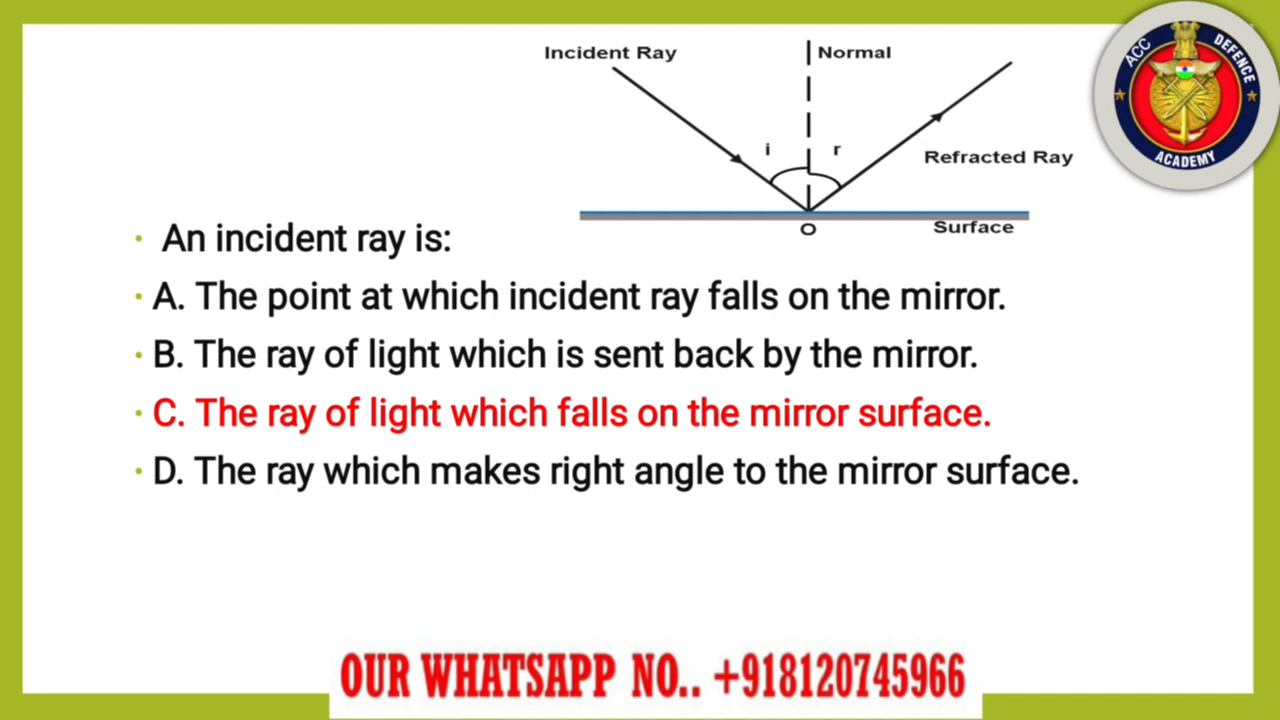 Incident Ray
Normal
i
r
Refracted Ray
O
Surface
ACC DEFENCE
ACADEMY
An incident ray is:
A. The point at which incident ray falls on the mirror.
B. The ray of light which is sent back by the mirror.
C. The ray of light which falls on the mirror surface.
D. The ray which makes right angle to the mirror surface.
OUR WHATSAPP NO.. +918120745966